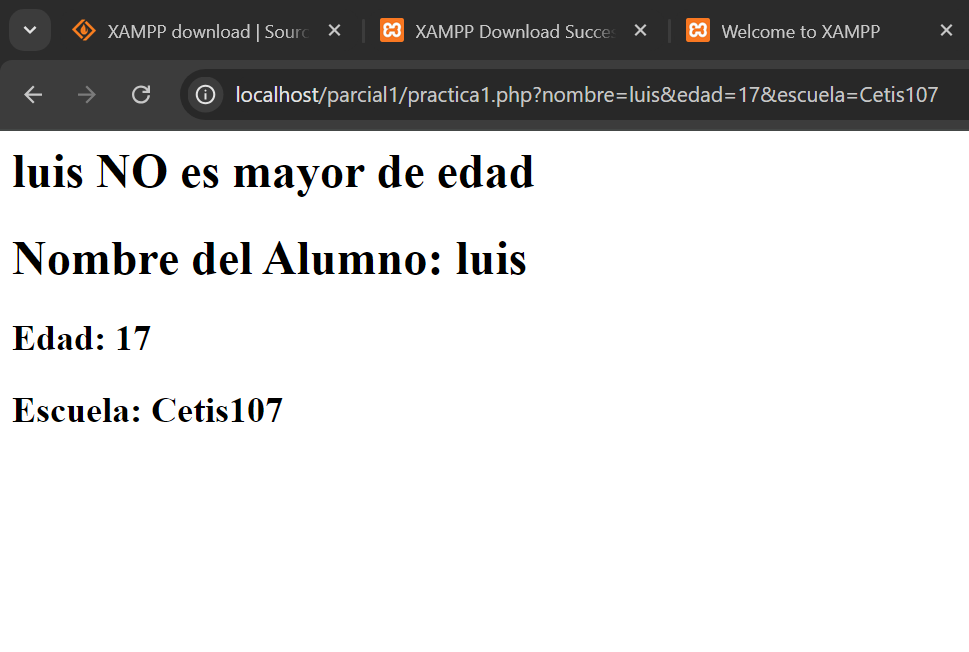 XAMPP download | Sourc
XAMPP Download Succes
Welcome to XAMPP
localhost/parcial1/practica1.php?nombre=luis&edad=17&escuela=Cetis107
luis NO es mayor de edad
Nombre del Alumno: luis
Edad: 17
Escuela: Cetis107